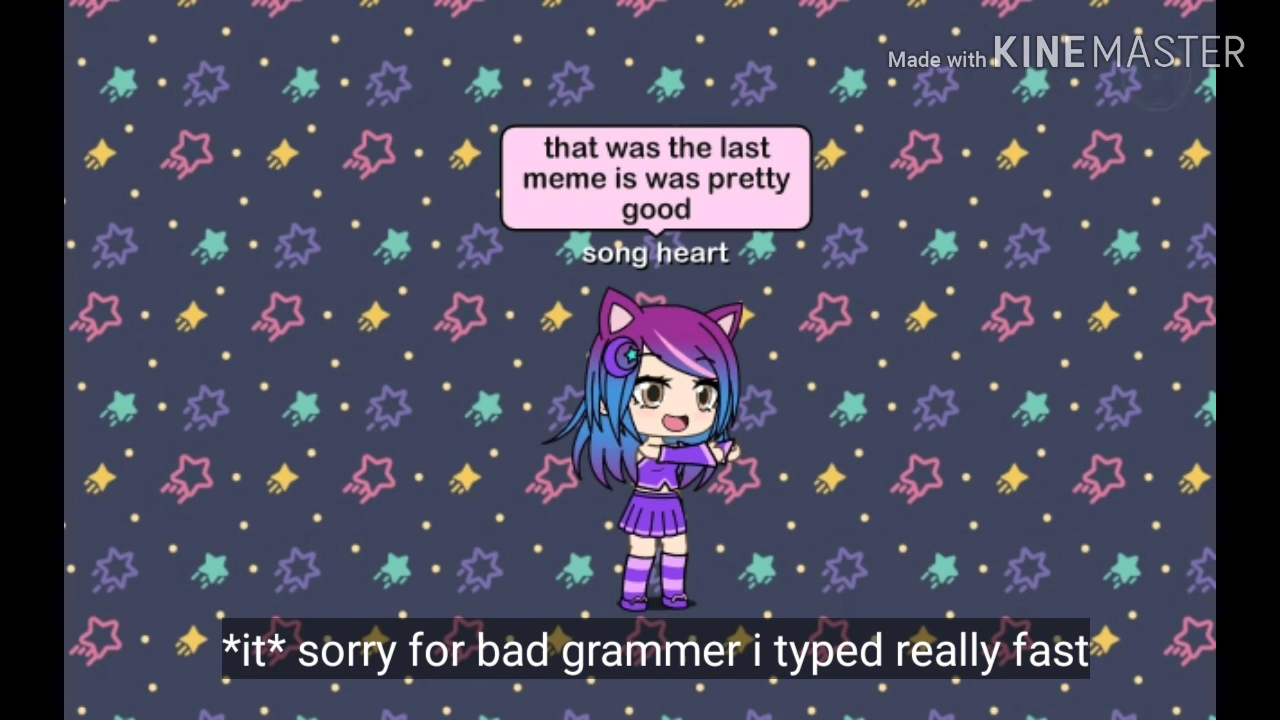 Made with KINEMASTER
that was the last
meme is was pretty
good
song heart
*it* sorry for bad grammer i typed really fast